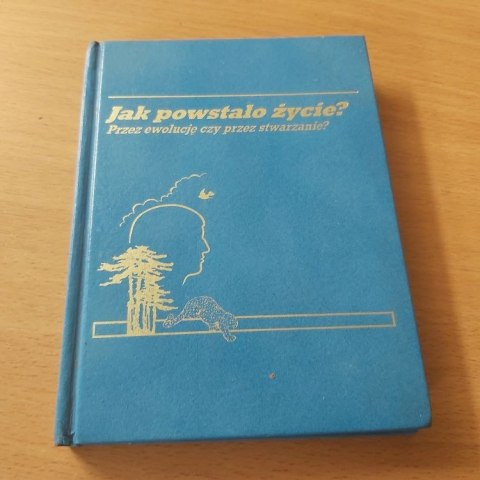 Jak powstało życie?
Przez ewolucję czy przez stwarzanie?